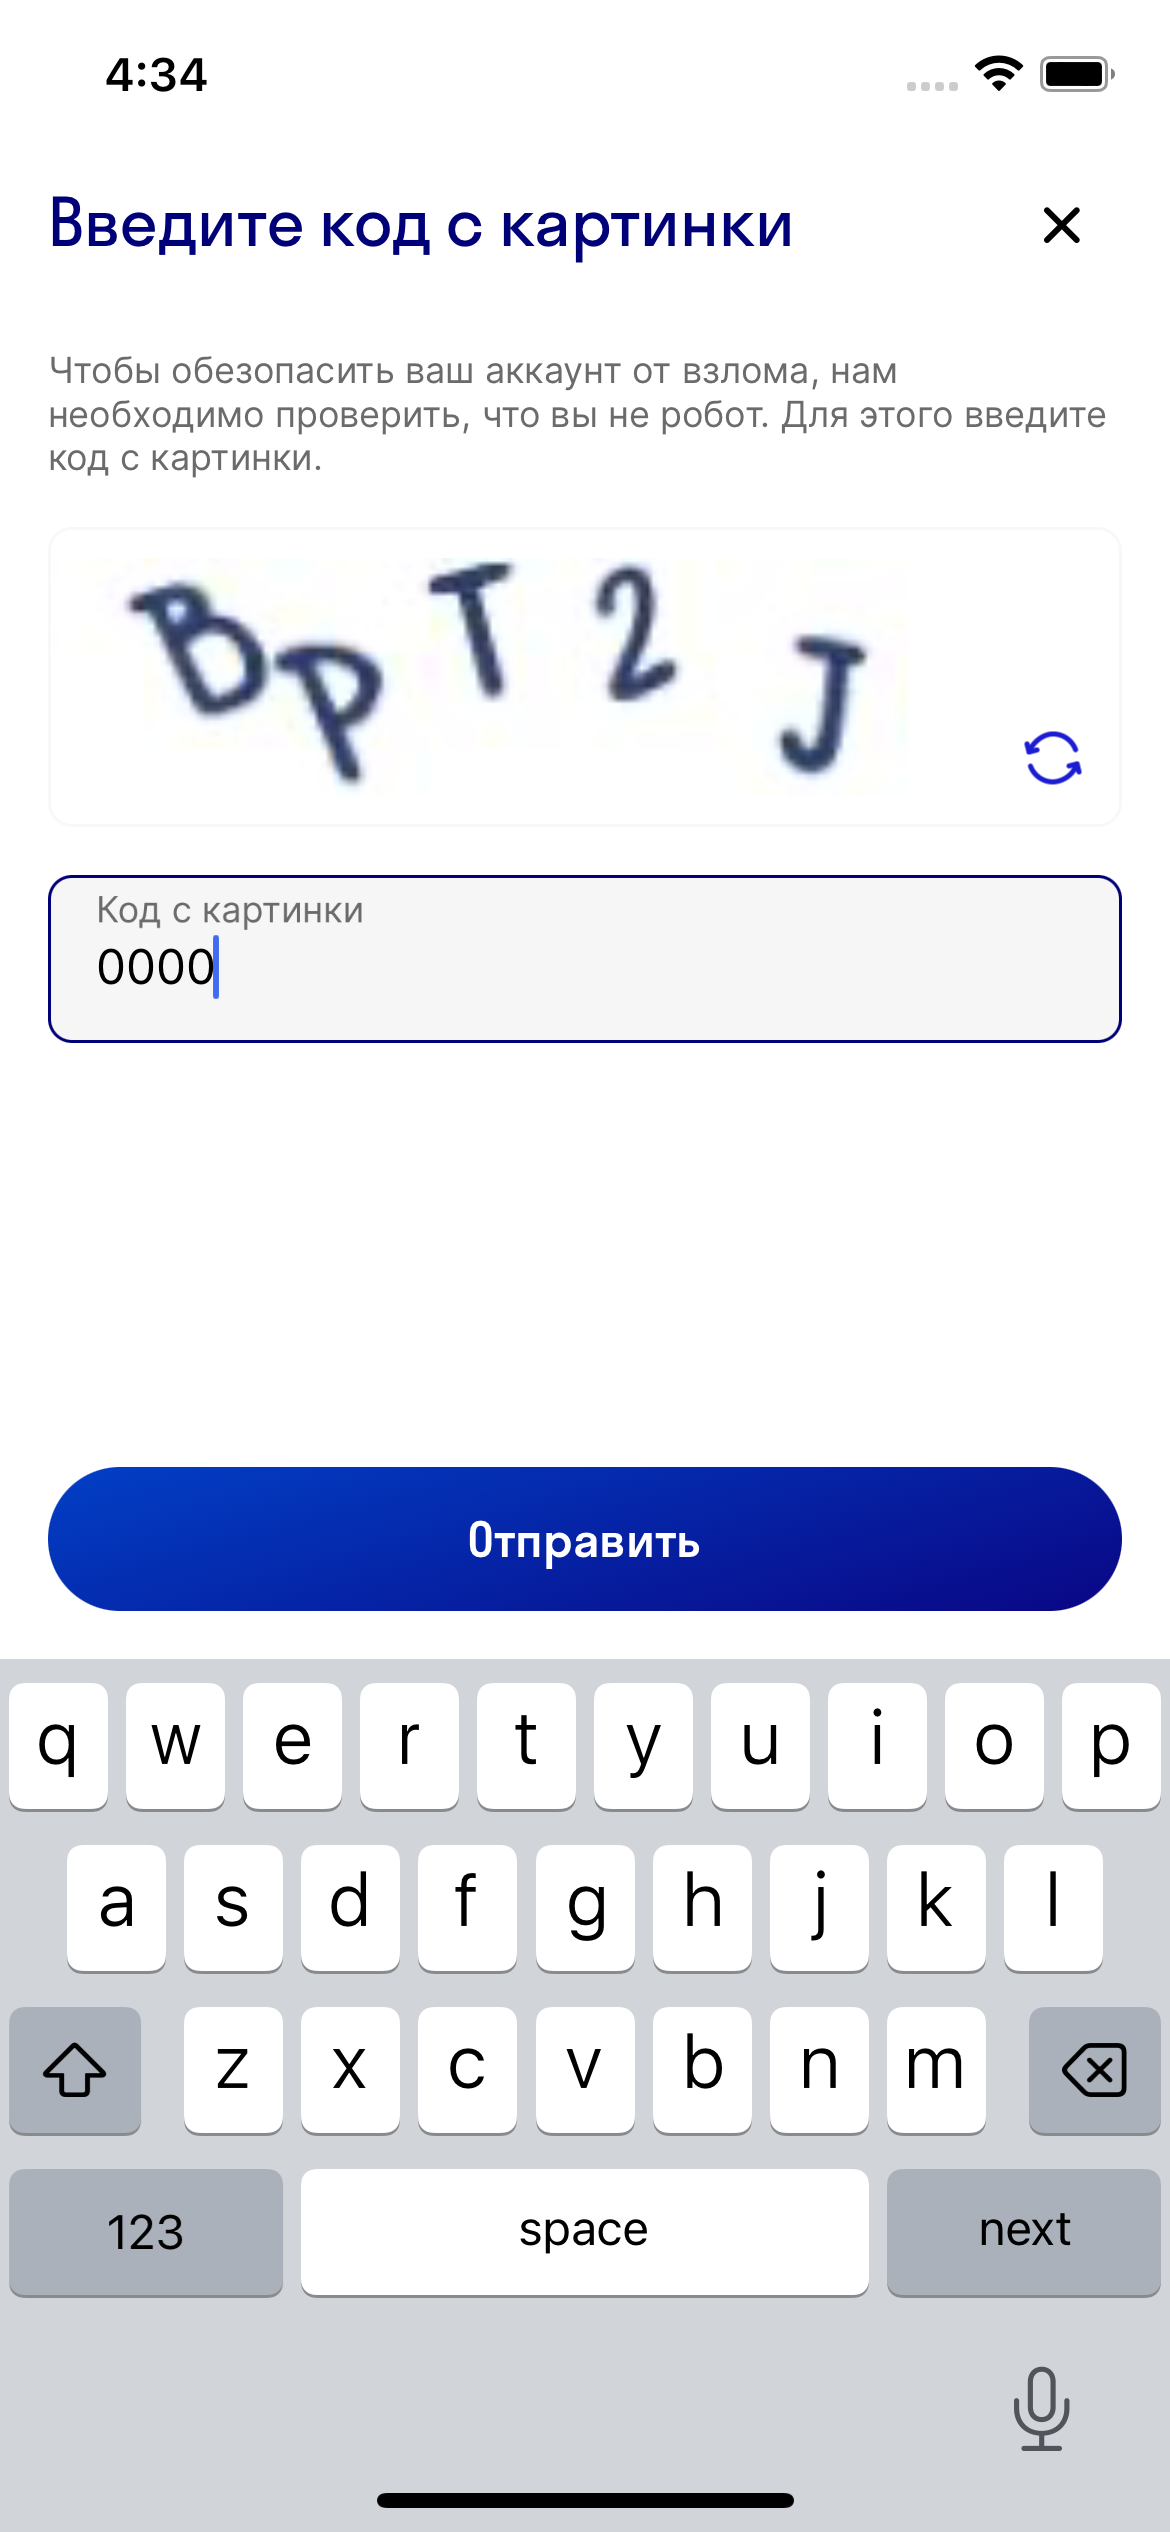 4:34
Введите код с картинки
Чтобы обезопасить ваш аккаунт от взлома, нам
необходимо проверить, что вы не робот. Для этого введите
код с картинки.
BPT2J
Код с картинки
0000
Отправить
q w e r t y u i o p
a s d f g h j k l
z x c v b n m
123 space next